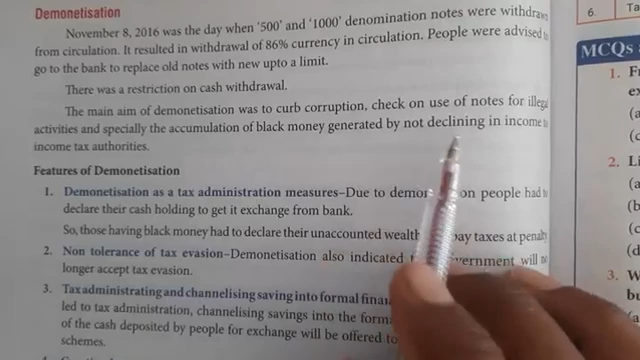 Demonetisation
November 8, 2016 was the day when '500' and '1000' denomination notes were withdrawn
from circulation. It resulted in withdrawal of 86% currency in circulation. People were advised to
go to the bank to replace old notes with new upto a limit.
There was a restriction on cash withdrawal.
The main aim of demonetisation was to curb corruption, check on use of notes for illegal
activities and specially the accumulation of black money generated by not declining in income to
income tax authorities.
Features of Demonetisation
1. Demonetisation as a tax administration measures–Due to demon on people had to
declare their cash holding to get it exchange from bank.
So, those having black money had to declare their unaccounted wealth pay taxes at penalty
2. Non tolerance of tax evasion–Demonetisation also indicated vernment will no
longer accept tax evasion.
3. Tax administrating and channelising saving into formal
led to tax administration, channelising savings into the
of the cash deposited by people for exchange will be offered to
schemes.
6.
MCQs
1.
(a
(c
2.
(a
(b
(c
(d
3.
(a